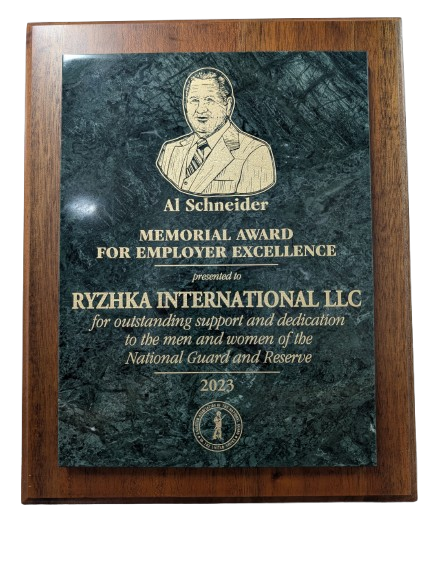 Al Schneider
MEMORIAL AWARD
FOR EMPLOYER EXCELLENCE
presented to
RYZHKA INTERNATIONAL LLC
for outstanding support and dedication
to the men and women of the
National Guard and Reserve
2023